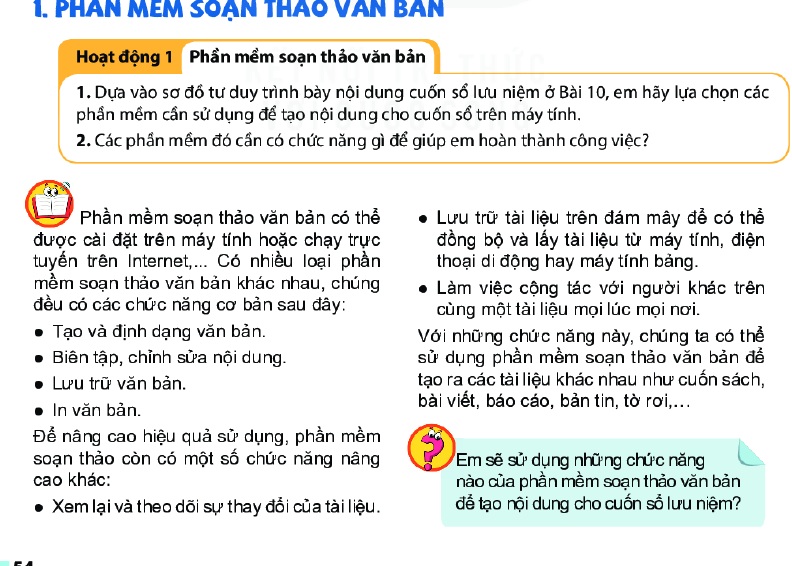 1. PHẦN MỀM SOẠN THẢO VĂN BẢN
Hoạt động 1 Phần mềm soạn thảo văn bản
1. Dựa vào sơ đồ tư duy trình bày nội dung cuốn sổ lưu niệm ở Bài 10, em hãy lựa chọn các
phần mềm cần sử dụng để tạo nội dung cho cuốn sổ trên máy tính.
2. Các phần mềm đó cần có chức năng gì để giúp em hoàn thành công việc?
Phần mềm soạn thảo văn bản có thể
được cài đặt trên máy tính hoặc chạy trực
tuyến trên Internet,... Có nhiều loại phần
mềm soạn thảo văn bản khác nhau, chúng
đều có các chức năng cơ bản sau đây:
● Tạo và định dạng văn bản.
● Biên tập, chỉnh sửa nội dung.
● Lưu trữ văn bản.
● In văn bản.
Để nâng cao hiệu quả sử dụng, phần mềm
soạn thảo còn có một số chức năng nâng
cao khác:
● Xem lại và theo dõi sự thay đổi của tài liệu.
● Lưu trữ tài liệu trên đám mây để có thể
đồng bộ và lấy tài liệu từ máy tính, điện
thoại di động hay máy tính bảng.
● Làm việc cộng tác với người khác trên
cùng một tài liệu mọi lúc mọi nơi.
Với những chức năng này, chúng ta có thể
sử dụng phần mềm soạn thảo văn bản để
tạo ra các tài liệu khác nhau như cuốn sách,
bài viết, báo cáo, bản tin, tờ rơi,...
Em sẽ sử dụng những chức năng
nào của phần mềm soạn thảo văn bản
để tạo nội dung cho cuốn sổ lưu niệm?